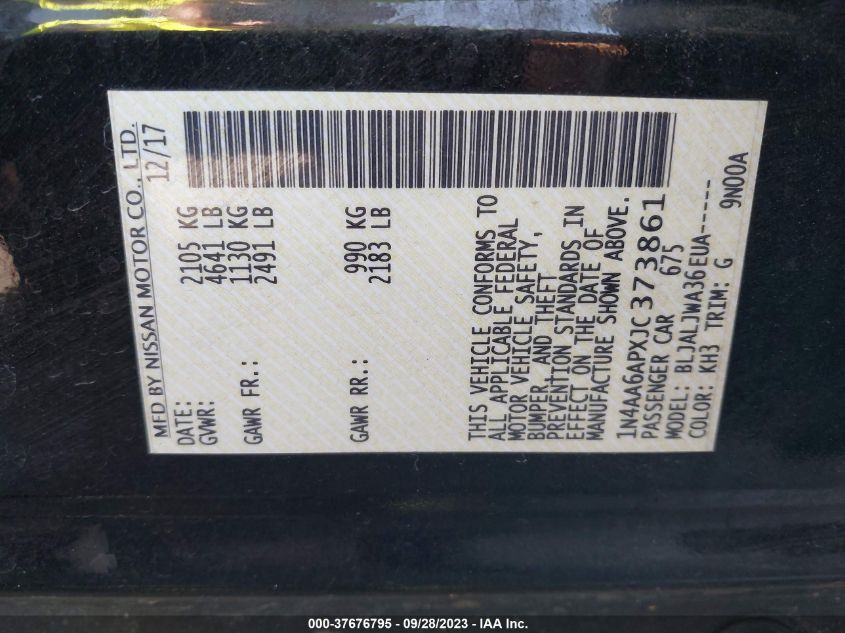 MFD BY NISSAN MOTOR CO., LTD.
DATE: 12/17
GVWR: 2105 KG
4641 LB
GAWR FR.: 1130 KG
2491 LB
GAWR RR.: 990 KG
2183 LB
THIS VEHICLE CONFORMS TO
ALL APPLICABLE FEDERAL
MOTOR VEHICLE SAFETY,
BUMPER, AND THEFT
PREVENTION STANDARDS IN
EFFECT ON THE DATE OF
MANUFACTURE SHOWN ABOVE.
1N4AA6APXJC373861
PASSENGER CAR 675
MODEL: BLJALJWA36EUA-----
COLOR: KH3 TRIM: G 9N00A
000-37676795 - 09/28/2023 - IAA Inc.